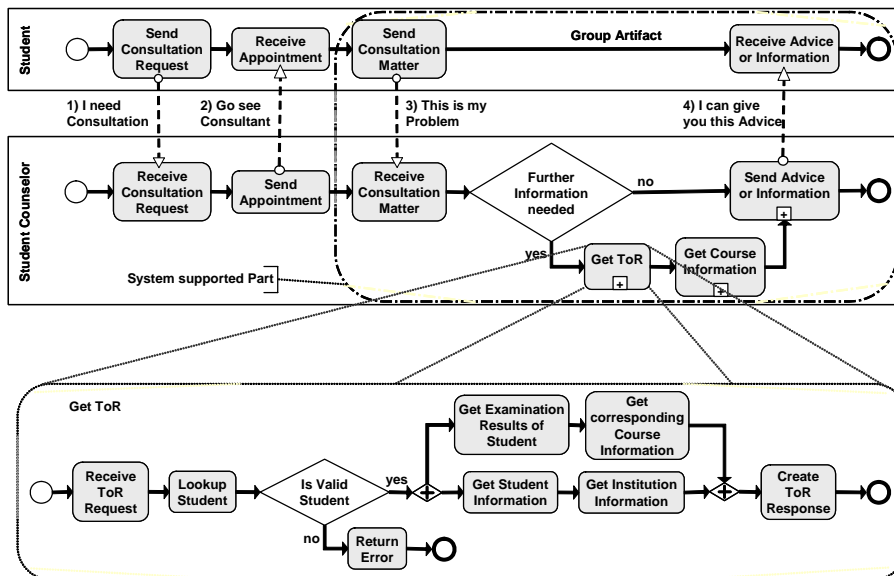 Student
Send
Consultation
Request
Receive
Appointment
Send
Consultation
Matter
Group Artifact
Receive Advice
or Information
1) I need
Consultation
2) Go see
Consultant
3) This is my
Problem
4) I can give
you this Advice
Student Counselor
Receive
Consultation
Request
Send
Appointment
Receive
Consultation
Matter
Further
Information
needed
no
yes
Send Advice
or Information
Get ToR
Get Course
Information
System supported Part
Get ToR
Receive
ToR
Request
Lookup
Student
Is Valid
Student
yes
no
Return
Error
Get Examination
Results of
Student
Get
corresponding
Course
Information
Get Student
Information
Get Institution
Information
Create
ToR
Response